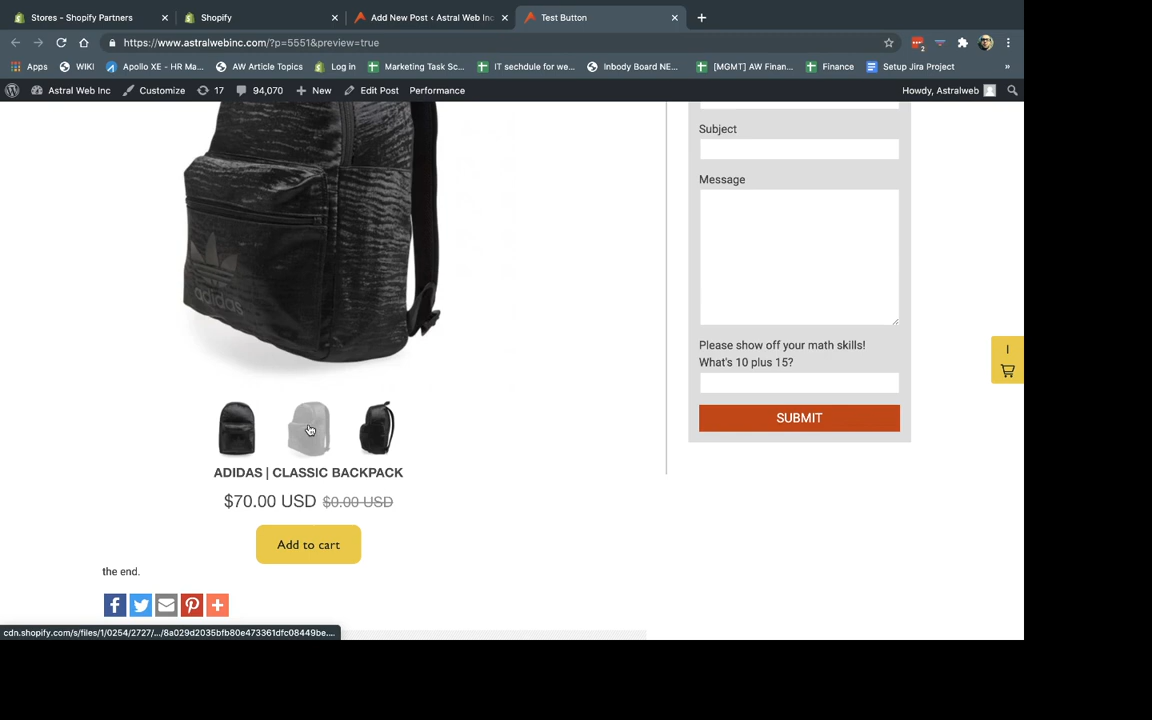 Stores - Shopify Partners
Shopify
Add New Post ‹ Astral Web Inc
Test Button
https://www.astralwebinc.com/?p=5551&preview=true
2
Apps
WIKI
Apollo XE - HR Ma...
AW Article Topics
Log in
Marketing Task Sc...
IT sechdule for we...
Inbody Board NE...
[MGMT] AW Finan...
Finance
Setup Jira Project
»
Astral Web Inc
Customize
17
94,070
New
Edit Post
Performance
Howdy, Astralweb
adidas
Subject
Message
Please show off your math skills!
What's 10 plus 15?
SUBMIT
1
ADIDAS | CLASSIC BACKPACK
$70.00 USD $0.00 USD
Add to cart
the end.
cdn.shopify.com/s/files/1/0254/2727/.../8a029d2035bfb80e473361dfc08449be....